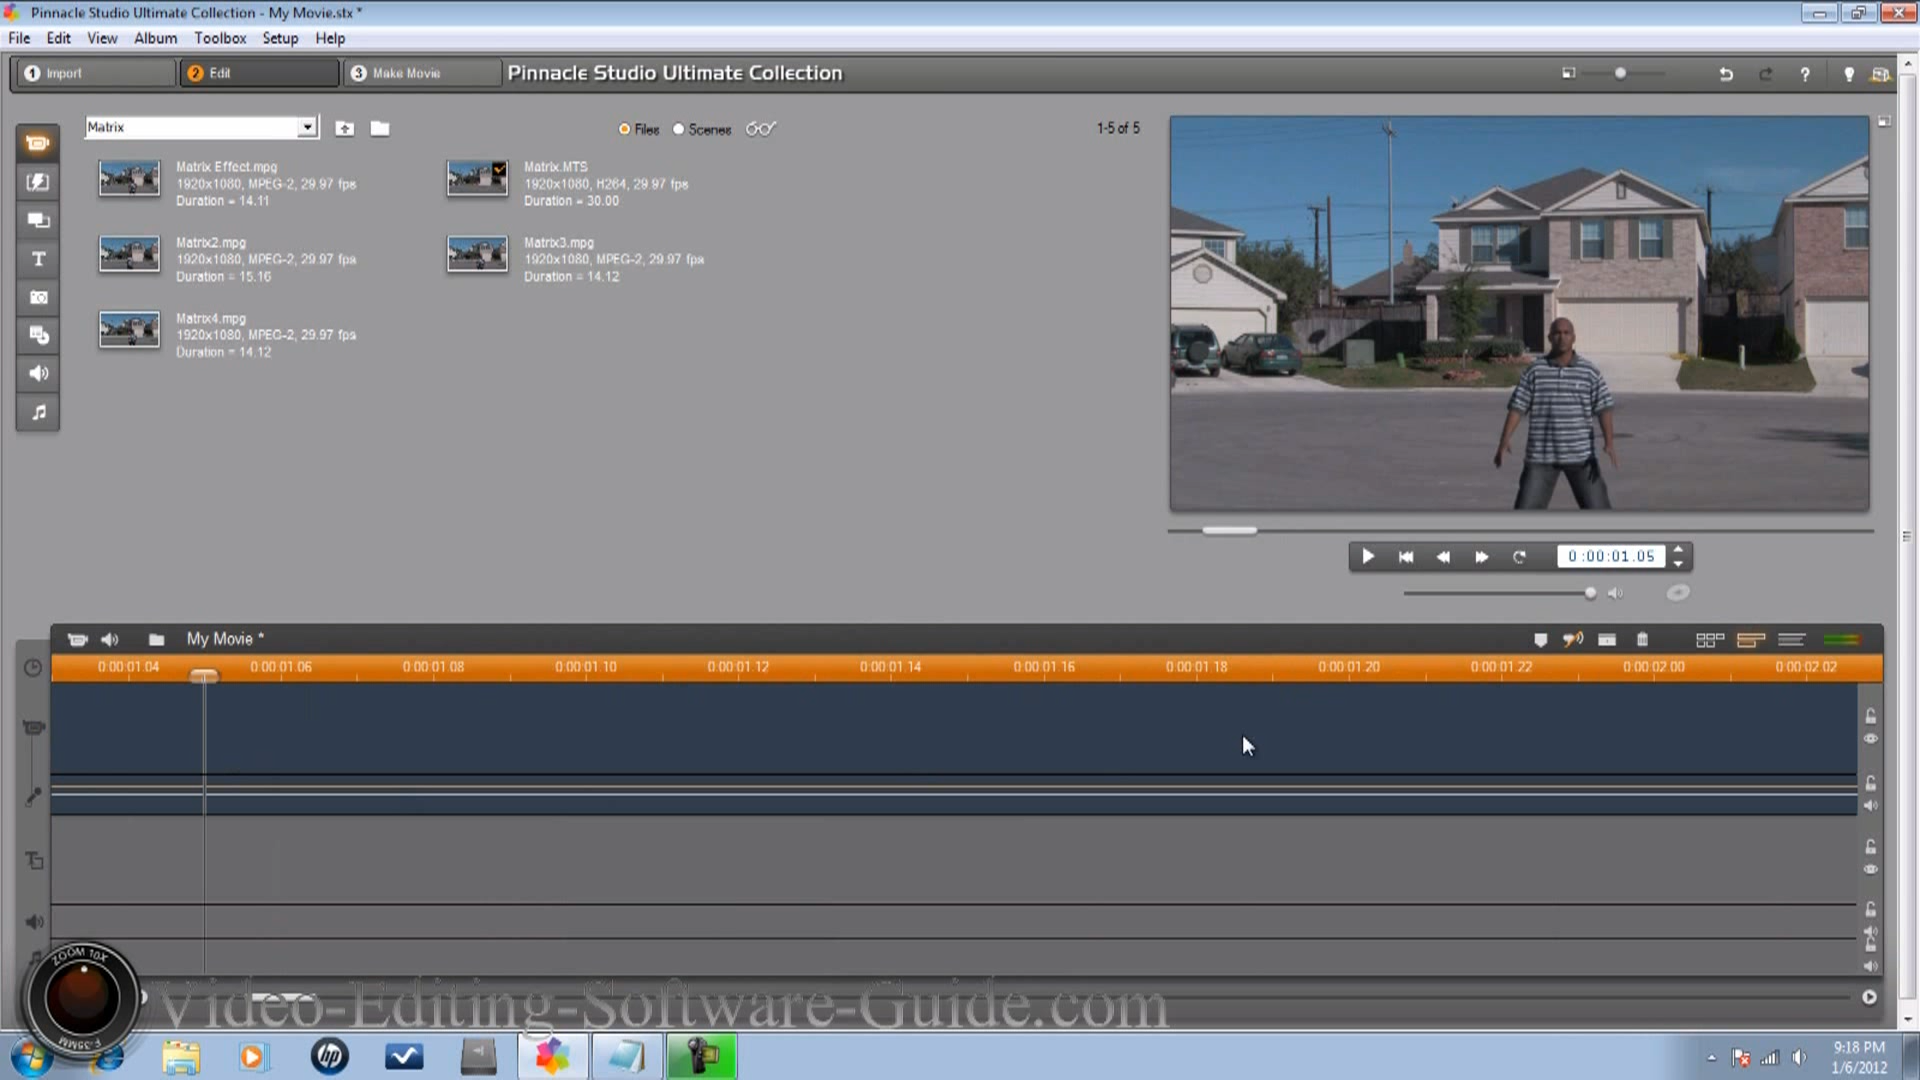 Pinnacle Studio Ultimate Collection - My Movie.stx *
File Edit View Album Toolbox Setup Help
1 Import 2 Edit 3 Make Movie Pinnacle Studio Ultimate Collection ?
Matrix Files Scenes 1-5 of 5
Matrix Effect.mpg
1920x1080, MPEG-2, 29.97 fps
Duration = 14.11
Matrix.MTS
1920x1080, H264, 29.97 fps
Duration = 30.00
Matrix2.mpg
1920x1080, MPEG-2, 29.97 fps
Duration = 15.16
Matrix3.mpg
1920x1080, MPEG-2, 29.97 fps
Duration = 14.12
Matrix4.mpg
1920x1080, MPEG-2, 29.97 fps
Duration = 14.12
0:00:01.05
My Movie *
0:00:01.04 0:00:01.06 0:00:01.08 0:00:01.10 0:00:01.12 0:00:01.14 0:00:01.16 0:00:01.18 0:00:01.20 0:00:01.22 0:00:02.00 0:00:02.02
ZOOM 10X
F-35MM
Video-Editing-Software-Guide.com
hp
9:18 PM
1/6/2012